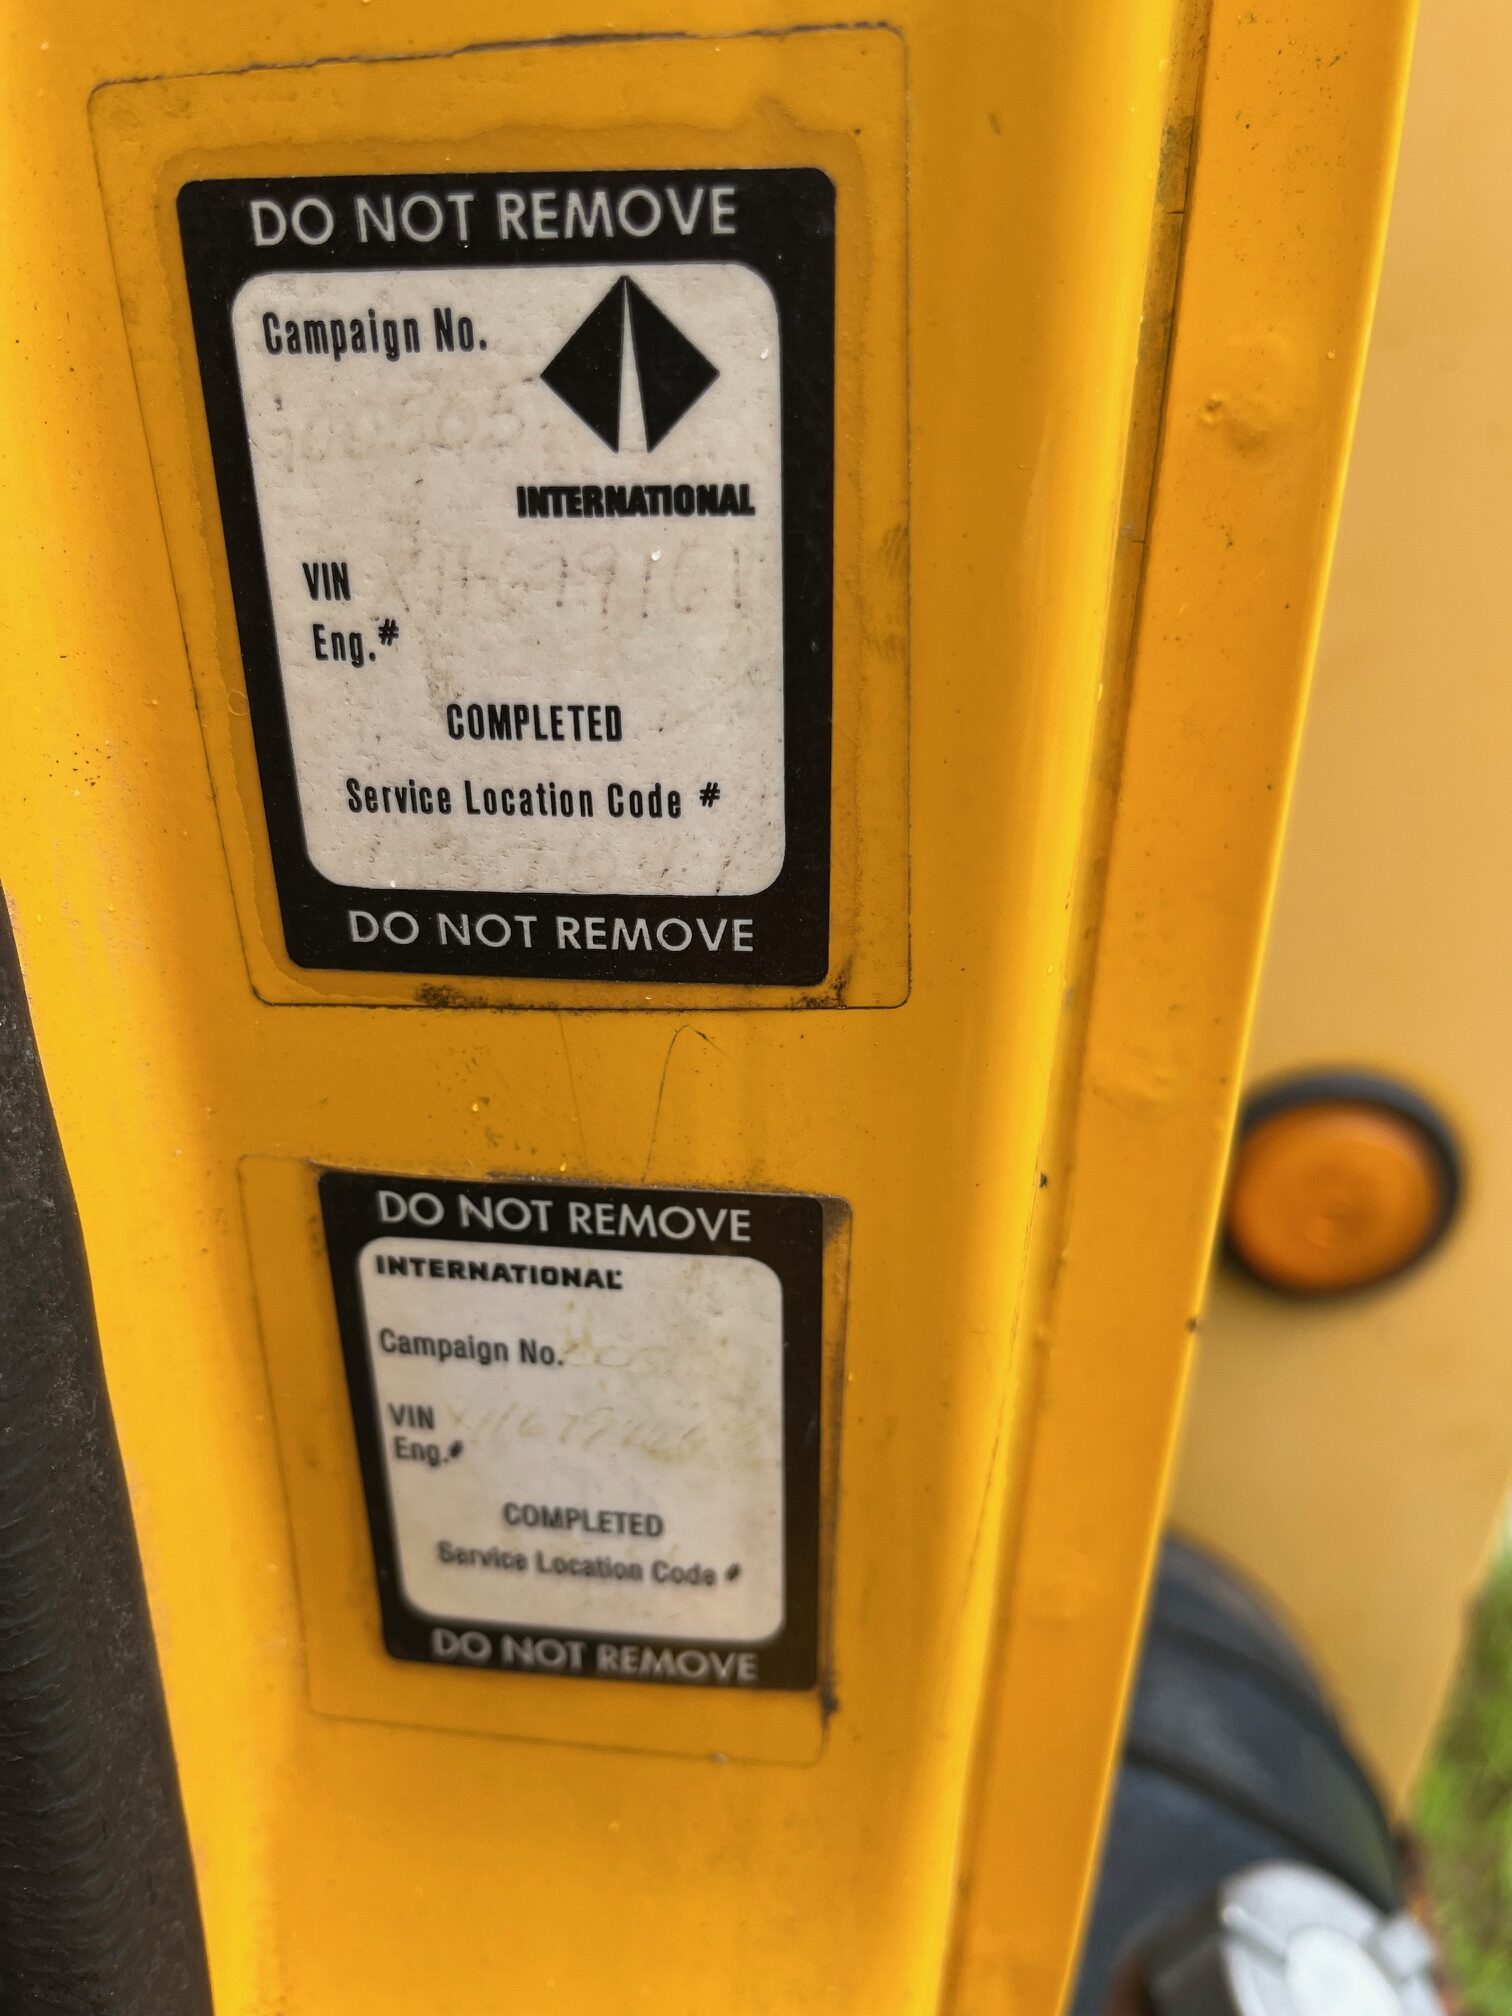 DO NOT REMOVE
Campaign No.
INTERNATIONAL
VIN
Eng.#
COMPLETED
Service Location Code #
DO NOT REMOVE
DO NOT REMOVE
INTERNATIONAL
Campaign No.
VIN
Eng.#
COMPLETED
Service Location Code #
DO NOT REMOVE